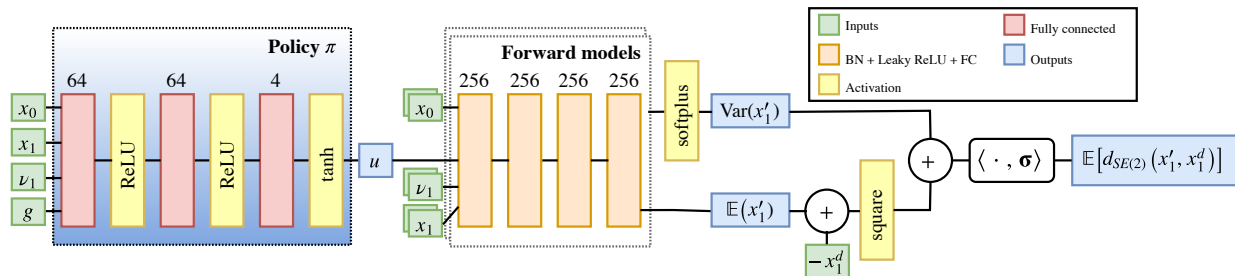 Policy π
64
64
4
x₀
x₁
ν₁
g
ReLU
ReLU
tanh
u
Forward models
256
256
256
256
x₀
ν₁
x₁
softplus
Var(x′₁)
𝔼(x′₁)
+
− x₁ᵈ
square
+
⟨ · , σ⟩
𝔼[d_SE(2)(x′₁, x₁ᵈ)]
Inputs
Fully connected
BN + Leaky ReLU + FC
Outputs
Activation